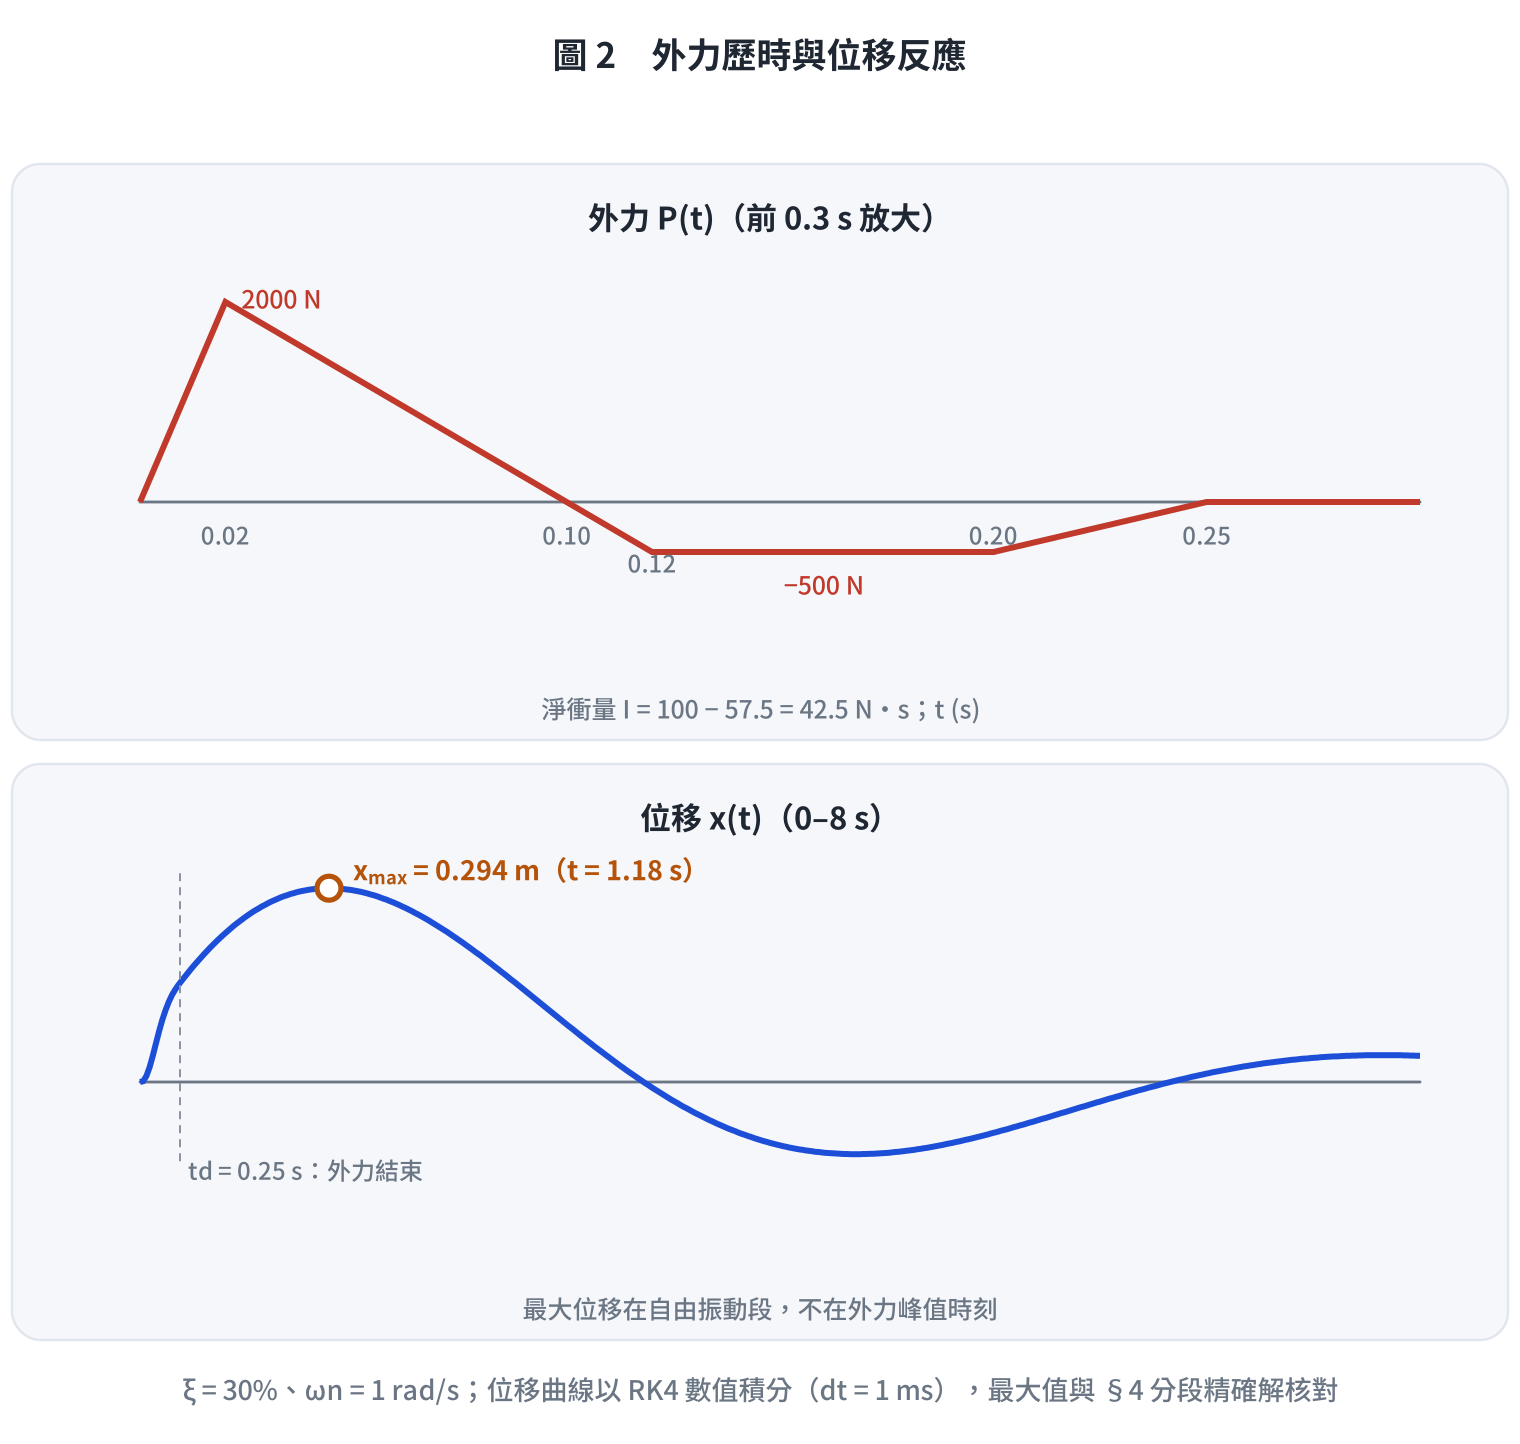 圖 2　外力歷時與位移反應
外力 P(t)（前 0.3 s 放大）
2000 N
0.02
0.10
0.12
0.20
0.25
−500 N
淨衝量 I = 100 − 57.5 = 42.5 N·s；t (s)
位移 x(t)（0–8 s）
xmax = 0.294 m（t = 1.18 s）
td = 0.25 s：外力結束
最大位移在自由振動段，不在外力峰值時刻
ξ = 30%、ωn = 1 rad/s；位移曲線以 RK4 數值積分（dt = 1 ms），最大值與 §4 分段精確解核對